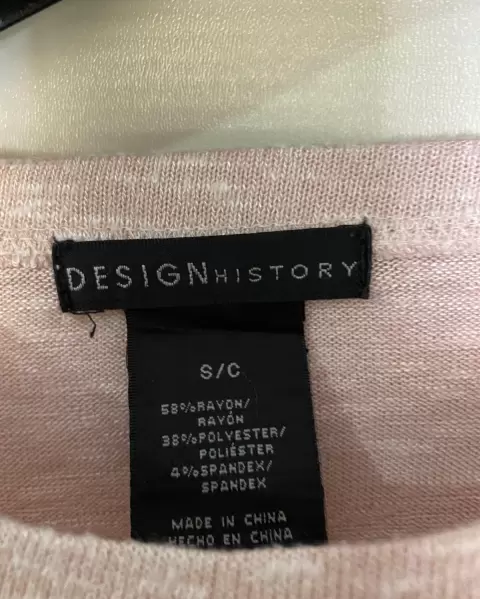 DESIGNHISTORY
S/C
58%RAYON/
RAYÓN
38%POLYESTER/
POLIÉSTER
4%SPANDEX/
SPANDEX
MADE IN CHINA
HECHO EN CHINA